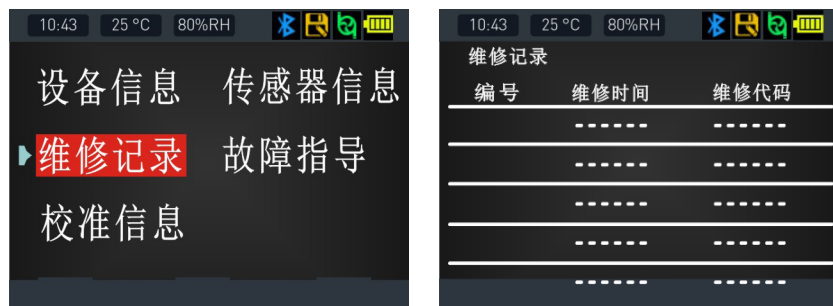 10:43 25 °C 80%RH
设备信息 传感器信息
维修记录 故障指导
校准信息
10:43 25 °C 80%RH
维修记录
编号 维修时间 维修代码
------ ------
------ ------
------ ------
------ ------
------ ------